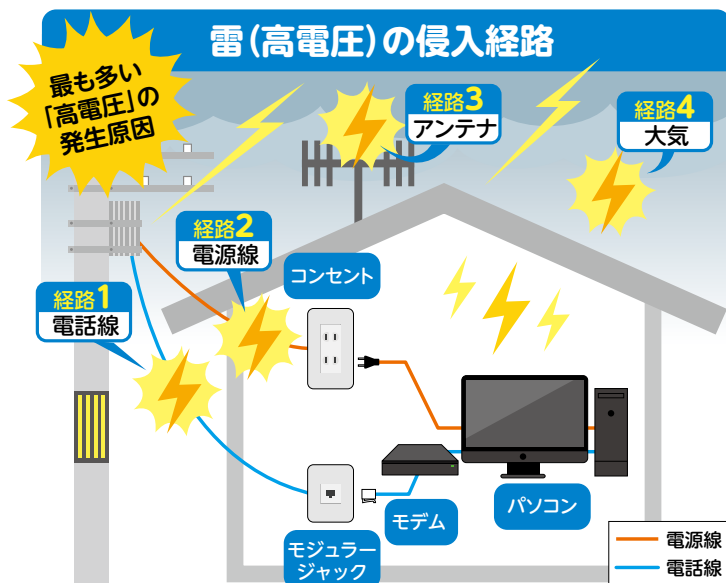 雷(高電圧)の侵入経路
最も多い
「高電圧」の
発生原因
経路3
アンテナ
経路4
大気
経路2
電源線
コンセント
経路1
電話線
モデム
パソコン
モジュラー
ジャック
電源線
電話線